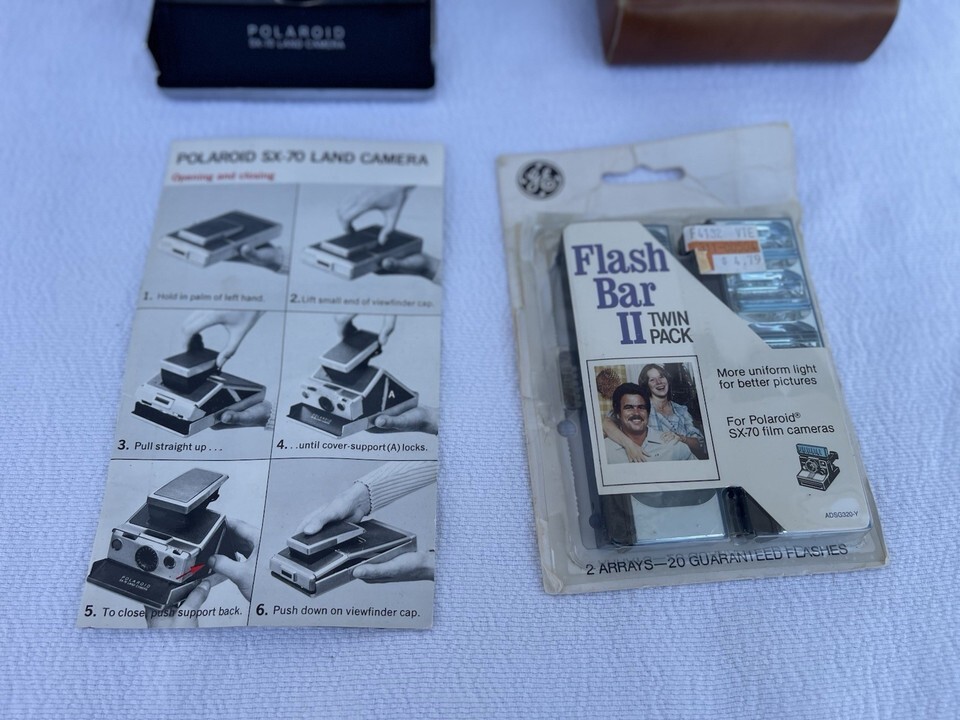 POLAROID
SX-70 LAND CAMERA
POLAROID SX-70 LAND CAMERA
Opening and closing
1. Hold in palm of left hand.
2. Lift small end of viewfinder cap.
3. Pull straight up . . .
4. . . until cover-support (A) locks.
A
5. To close, push support back.
POLAROID
6. Push down on viewfinder cap.
GE
$4.79
Flash
Bar
II TWIN
PACK
More uniform light
for better pictures
For Polaroid®
SX-70 film cameras
ADSG320-Y
2 ARRAYS—20 GUARANTEED FLASHES